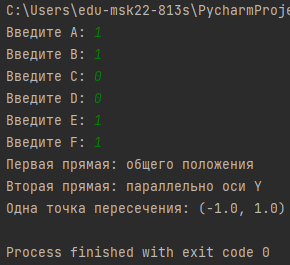 C:\Users\edu-msk22-813s\PycharmProje
Введите A: 1
Введите B: 1
Введите C: 0
Введите D: 0
Введите E: 1
Введите F: 1
Первая прямая: общего положения
Вторая прямая: параллельно оси Y
Одна точка пересечения: (-1.0, 1.0)
Process finished with exit code 0